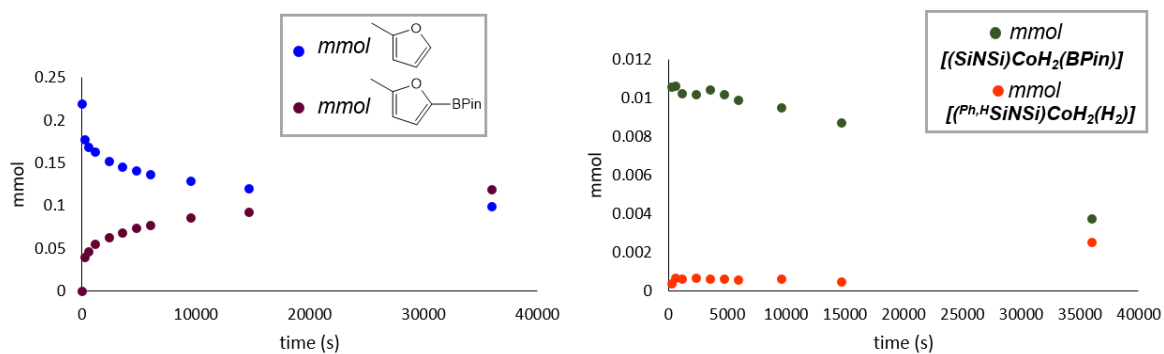 mmol
O
mmol
O
BPin
0.25
0.2
0.15
0.1
0.05
0
mmol
0
10000
20000
30000
40000
time (s)
mmol
[(SiNSi)CoH₂(BPin)]
mmol
[(ᴾʰ,ᴴSiNSi)CoH₂(H₂)]
0.012
0.01
0.008
0.006
0.004
0.002
0
mmol
0
5000
10000
15000
20000
25000
30000
35000
40000
time (s)